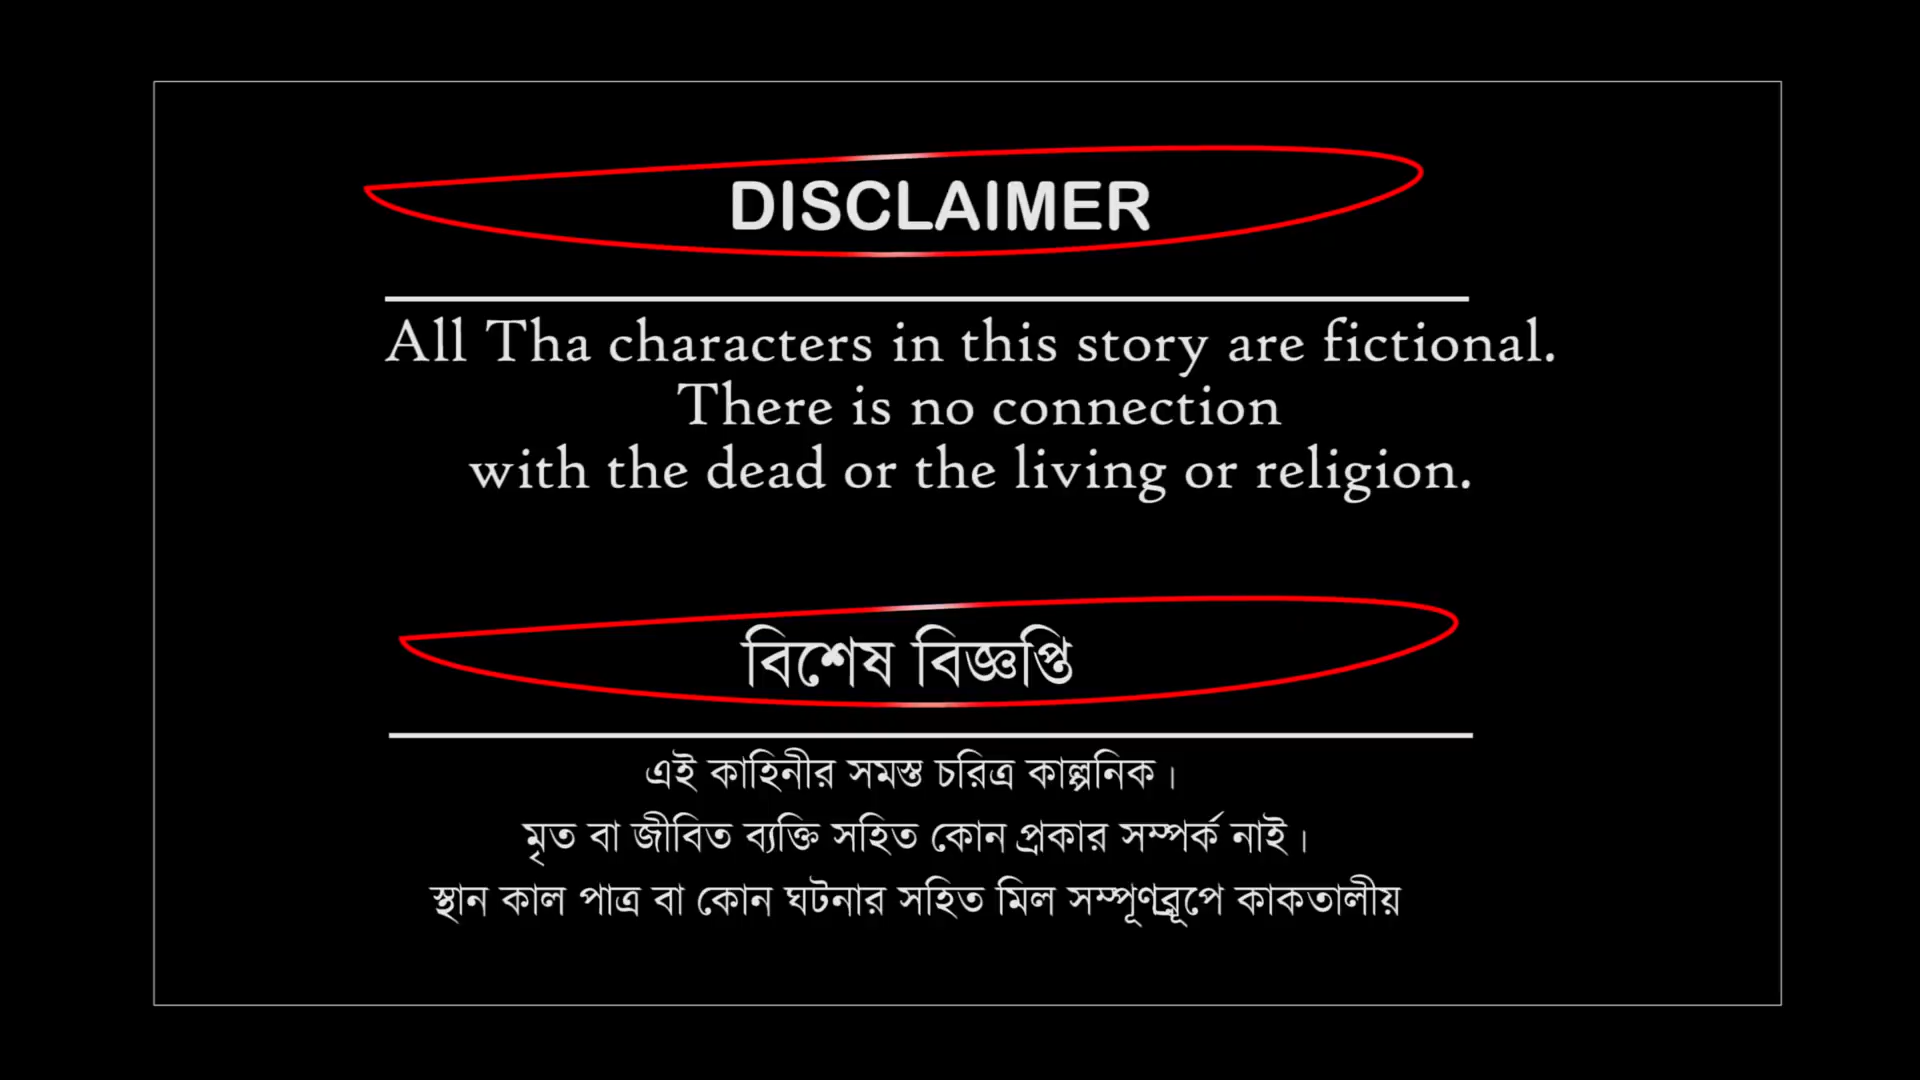 DISCLAIMER
All Tha characters in this story are fictional.
There is no connection
with the dead or the living or religion.
বিশেষ বিজ্ঞপ্তি
এই কাহিনীর সমস্ত চরিত্র কাল্পনিক।
মৃত বা জীবিত ব্যক্তি সহিত কোন প্রকার সম্পর্ক নাই।
স্থান কাল পাত্র বা কোন ঘটনার সহিত মিল সম্পূর্ণরূপে কাকতালীয়